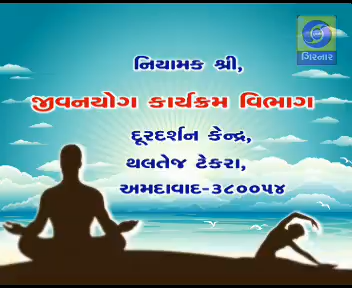 ગિરનાર
નિયામક શ્રી,
જીવનયોગ કાર્યક્રમ વિભાગ
દૂરદર્શન કેન્દ્ર,
થલતેજ ટેકરા,
અમદાવાદ-૩૮૦૦૫૪